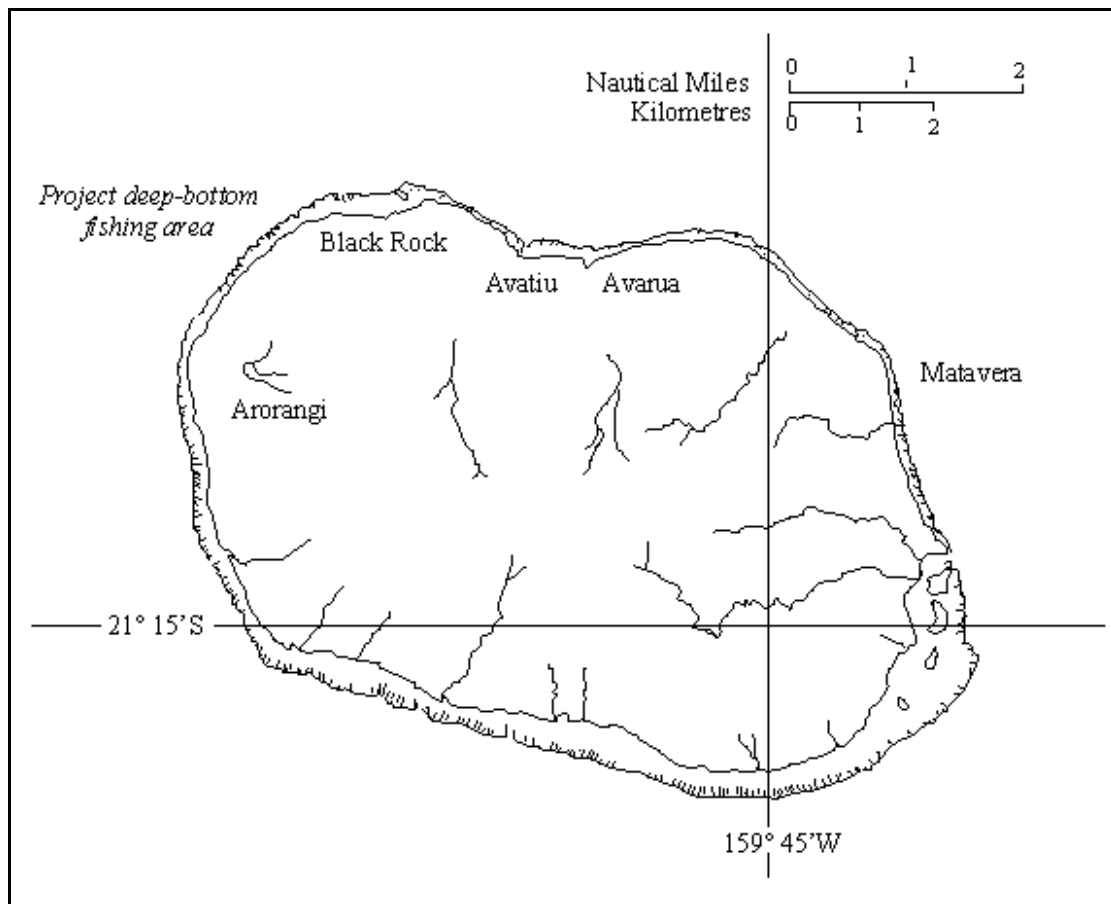 0 1 2
Nautical Miles
Kilometres
0 1 2
Project deep-bottom
fishing area
Black Rock
Avatiu Avarua
Matavera
Arorangi
21° 15’S
159° 45’W